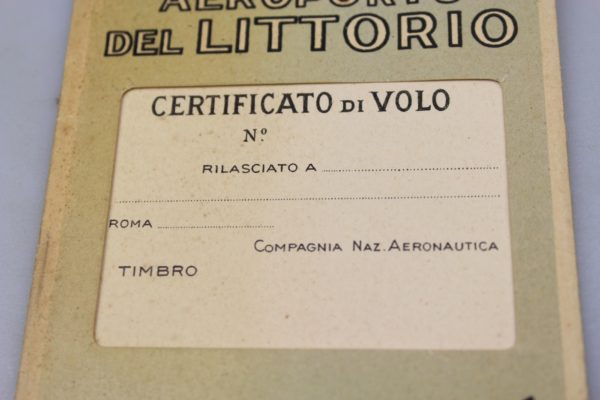 AEROPORTO
DEL LITTORIO
CERTIFICATO DI VOLO
N.º
RILASCIATO A
ROMA
COMPAGNIA NAZ. AERONAUTICA
TIMBRO